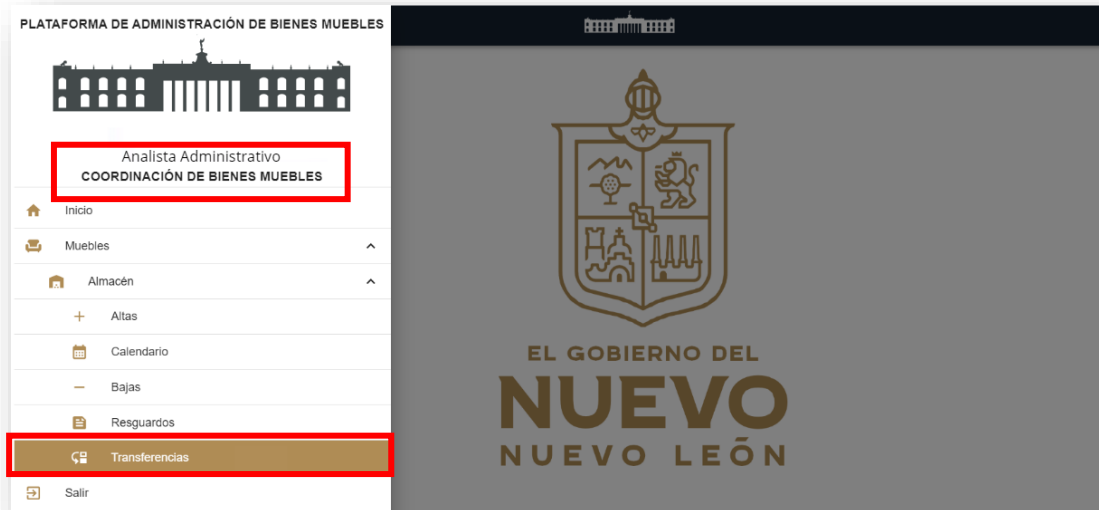 PLATAFORMA DE ADMINISTRACIÓN DE BIENES MUEBLES
Analista Administrativo
COORDINACIÓN DE BIENES MUEBLES
Inicio
Muebles
Almacén
Altas
Calendario
Bajas
Resguardos
Transferencias
Salir
EL GOBIERNO DEL
NUEVO
NUEVO LEÓN